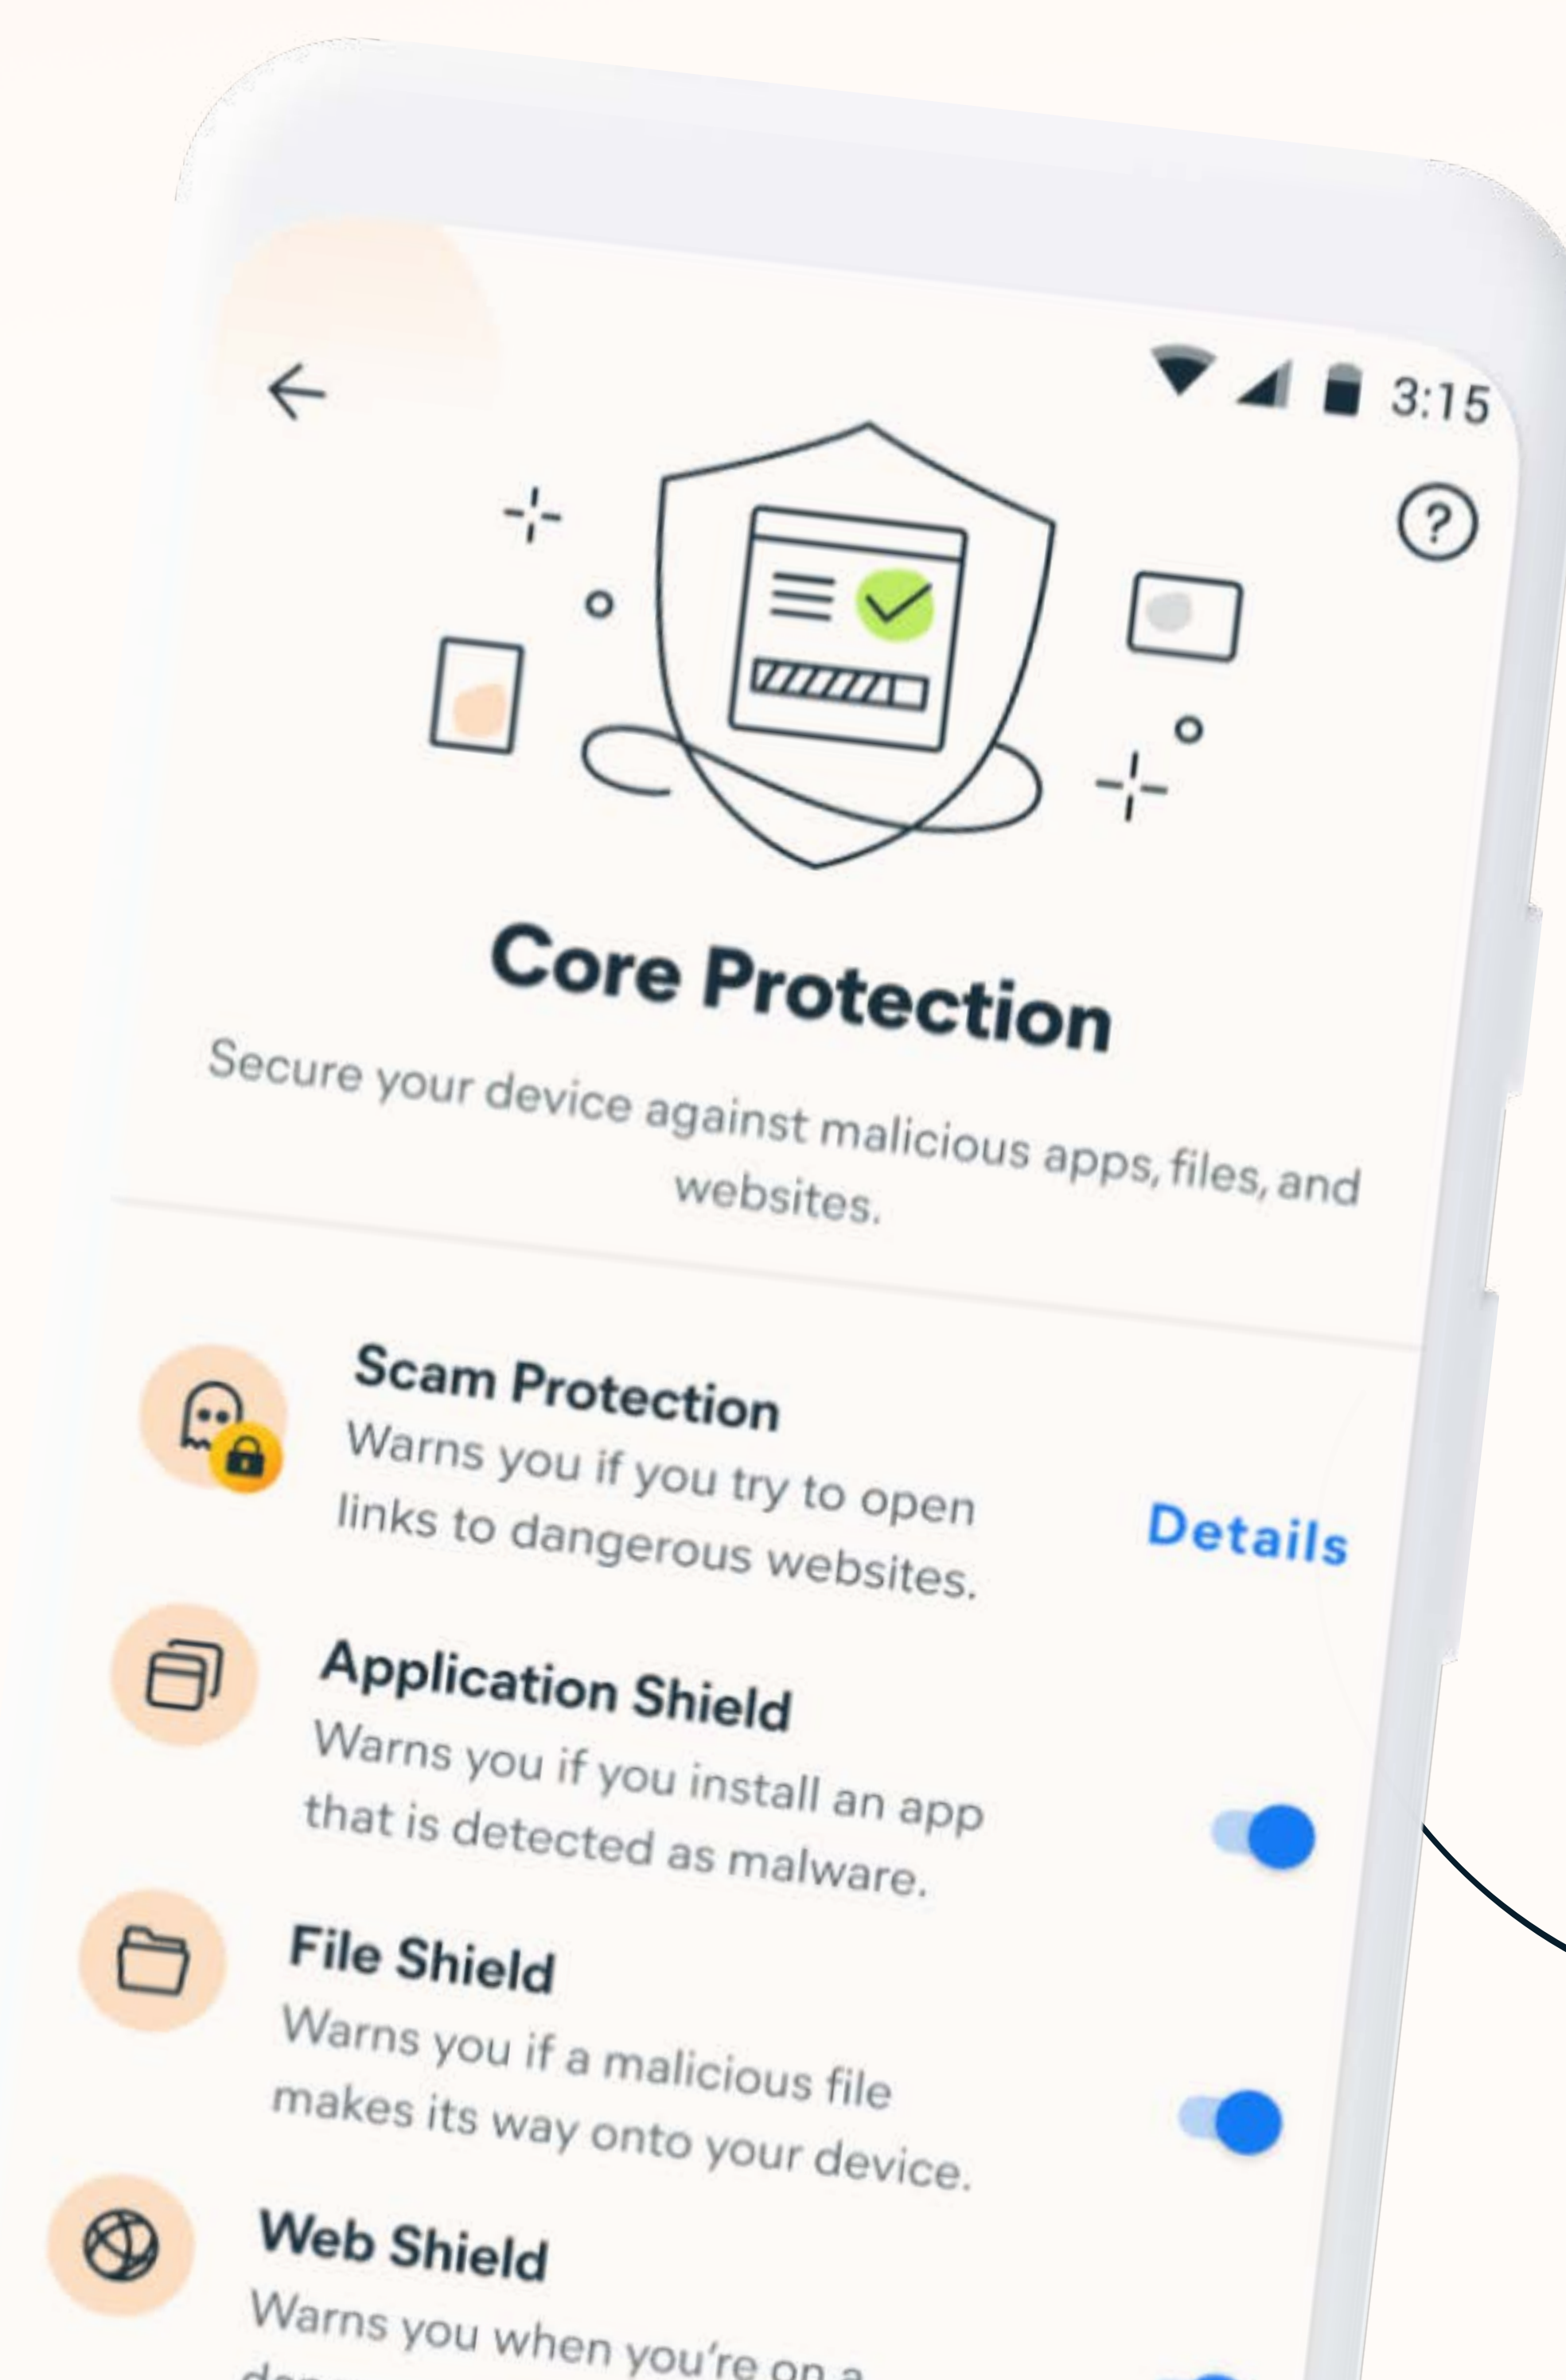 3:15
?
Core Protection
Secure your device against malicious apps, files, and
websites.
Scam Protection
Warns you if you try to open
links to dangerous websites.
Details
Application Shield
Warns you if you install an app
that is detected as malware.
File Shield
Warns you if a malicious file
makes its way onto your device.
Web Shield
Warns you when you're on a